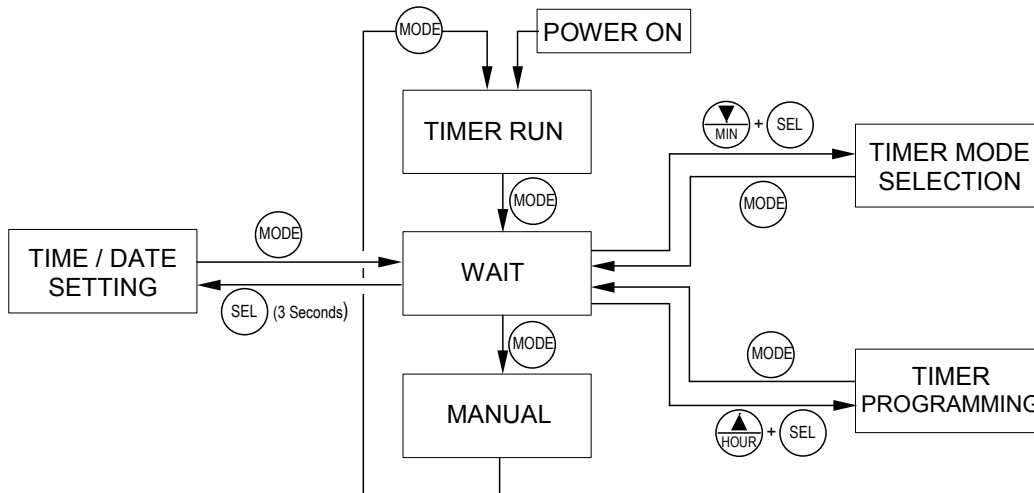 MODE
POWER ON
TIMER RUN
MIN
+
SEL
TIMER MODE
SELECTION
MODE
MODE
MODE
TIME / DATE
SETTING
WAIT
SEL
(3 Seconds)
MODE
MODE
MANUAL
TIMER
PROGRAMMING
HOUR
+
SEL